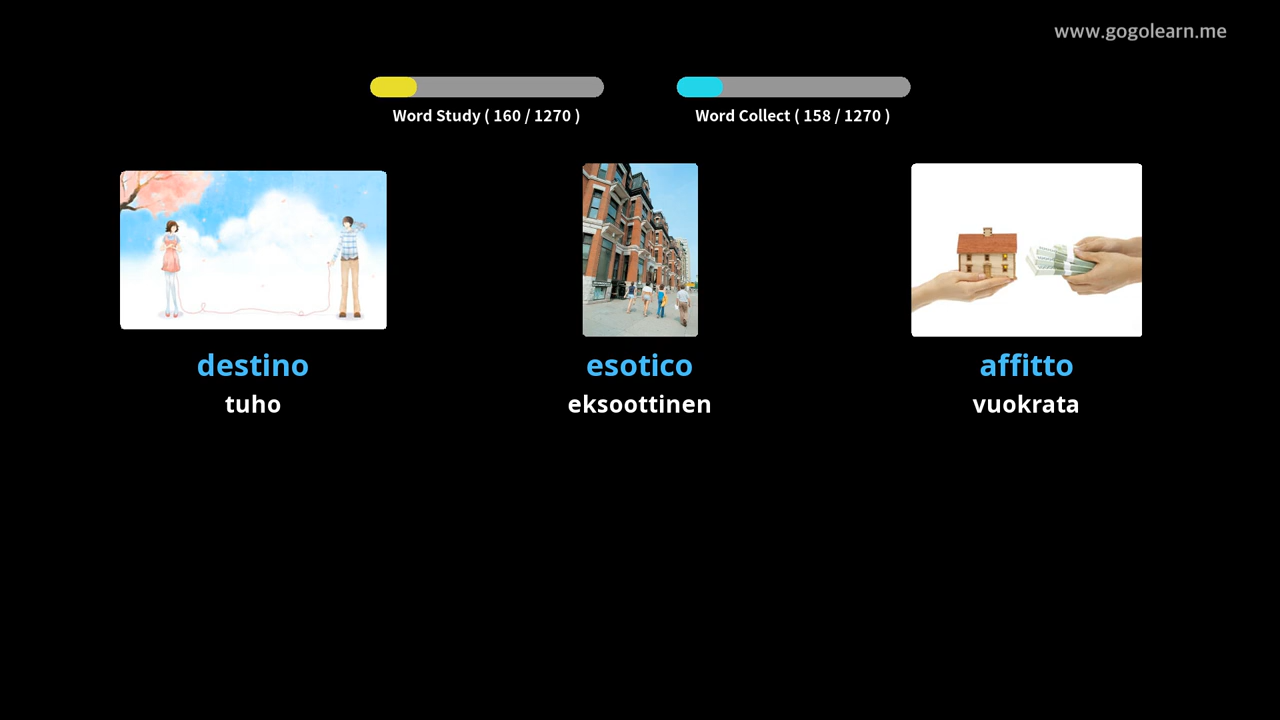 www.gogolearn.me
Word Study ( 160 / 1270 )
Word Collect ( 158 / 1270 )
destino
tuho
esotico
eksoottinen
affitto
vuokrata